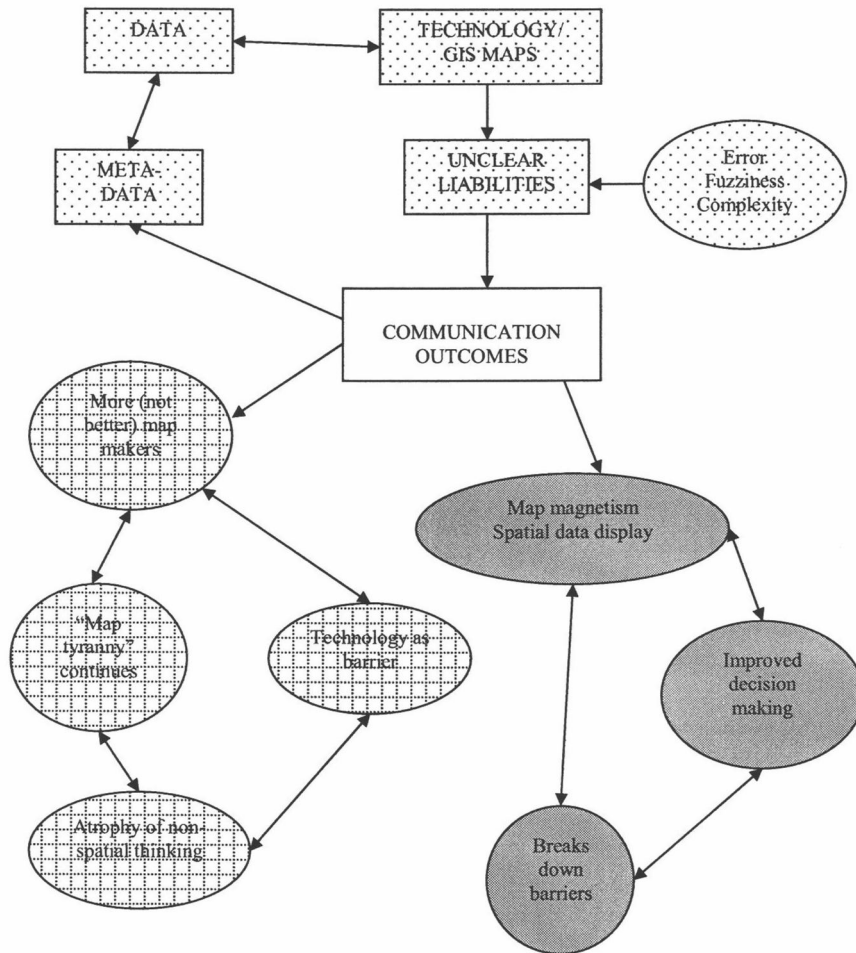 DATA
TECHNOLOGY/
GIS MAPS
META-
DATA
UNCLEAR
LIABILITIES
Error
Fuzziness
Complexity
COMMUNICATION
OUTCOMES
More (not
better) map
makers
Map magnetism
Spatial data display
"Map
tyranny"
continues
Technology as
barrier
Improved
decision
making
Atrophy of non-
spatial thinking
Breaks
down
barriers